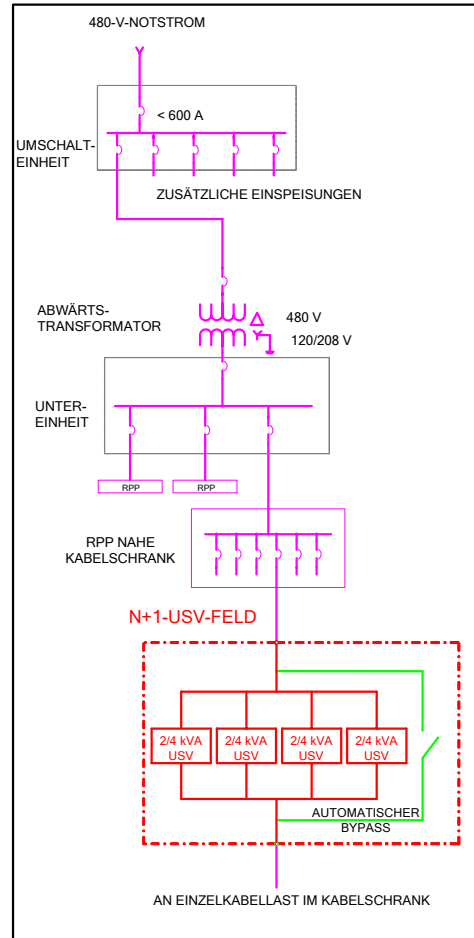 480-V-NOTSTROM
< 600 A
UMSCHALT-
EINHEIT
ZUSÄTZLICHE EINSPEISUNGEN
ABWÄRTS-
TRANSFORMATOR
480 V
120/208 V
UNTER-
EINHEIT
RPP
RPP
RPP NAHE
KABELSCHRANK
N+1-USV-FELD
2/4 kVA
USV
2/4 kVA
USV
2/4 kVA
USV
2/4 kVA
USV
AUTOMATISCHER
BYPASS
AN EINZELKABELLAST IM KABELSCHRANK